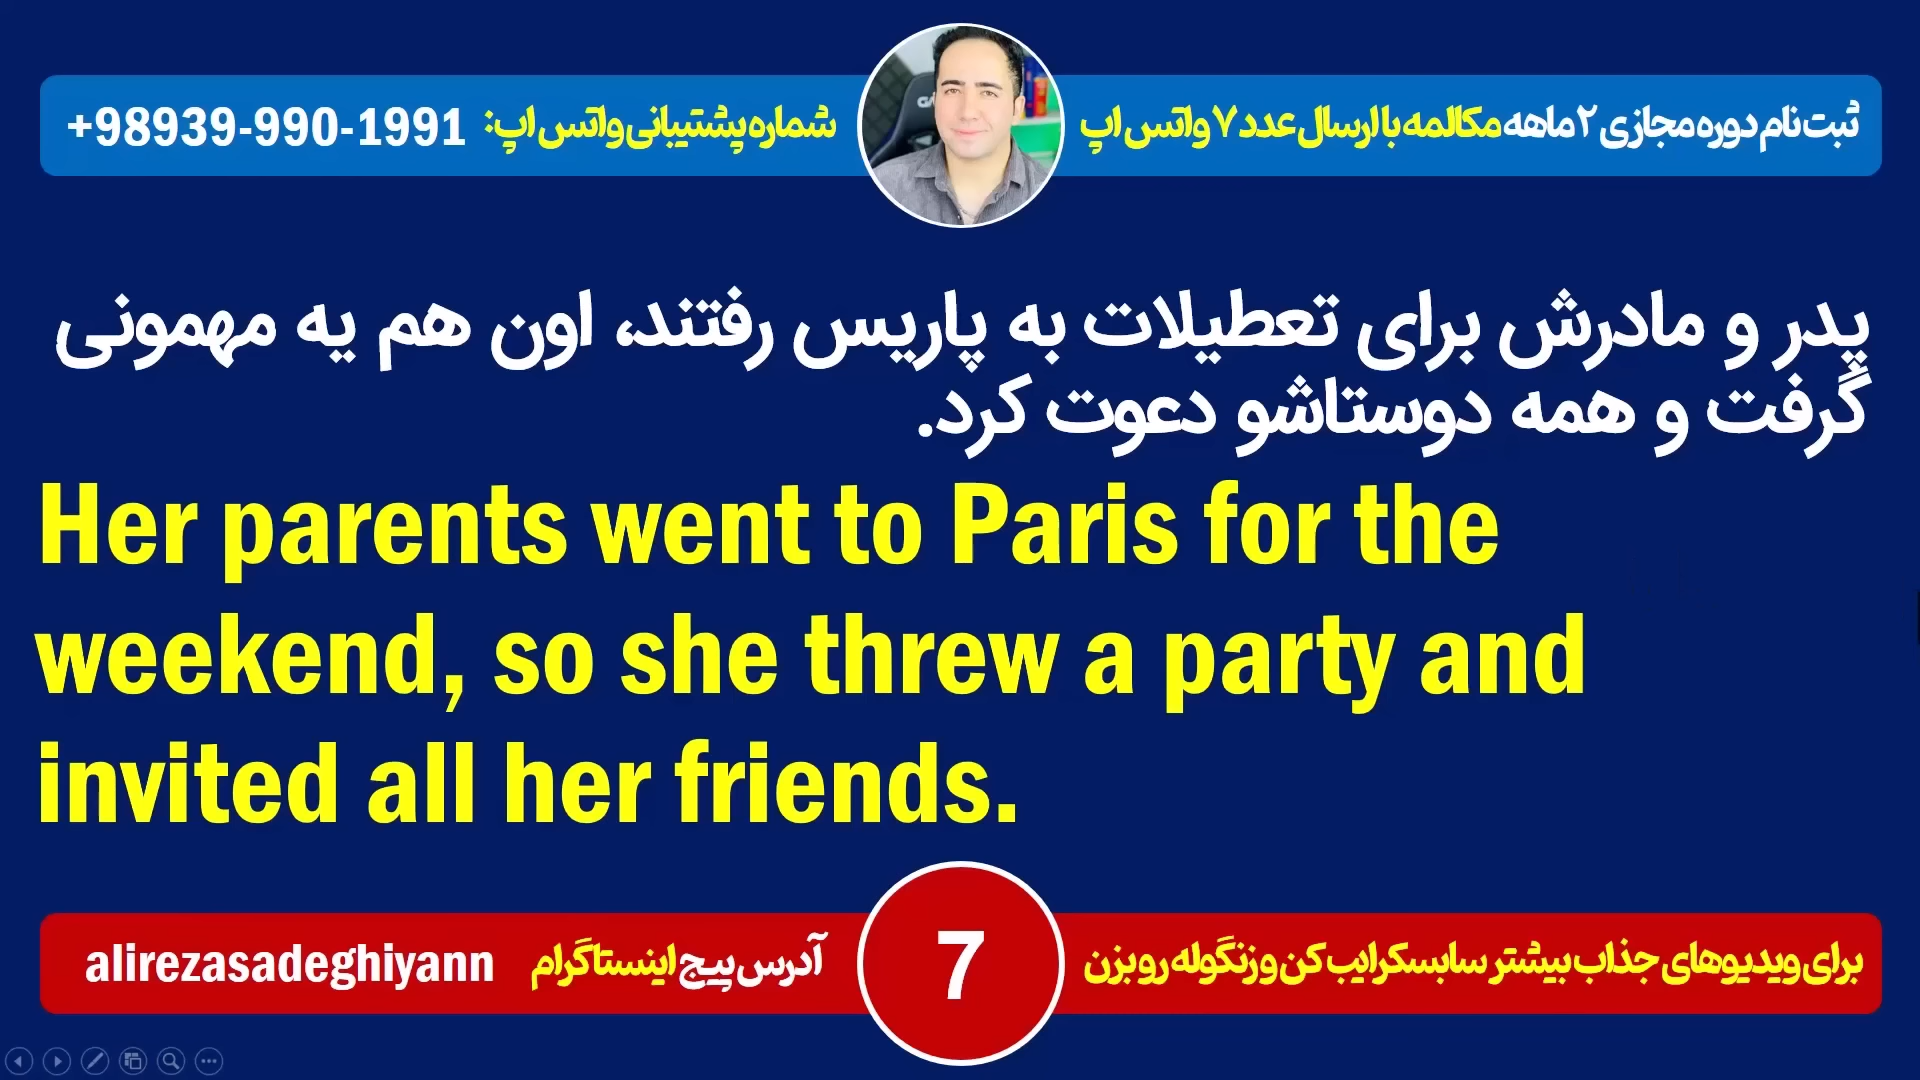 ثبت نام دوره مجازی ۲ ماهه مکالمه با ارسال عدد ۷ واتس اپ
شماره پشتیبانی واتس اپ: +98939-990-1991
پدر و مادرش برای تعطیلات به پاریس رفتند، اون هم یه مهمونی
گرفت و همه دوستاشو دعوت کرد.
Her parents went to Paris for the
weekend, so she threw a party and
invited all her friends.
برای ویدیوهای جذاب بیشتر سابسکرایب کن و زنگوله رو بزن
7
آدرس پیج اینستاگرام alirezasadeghiyann